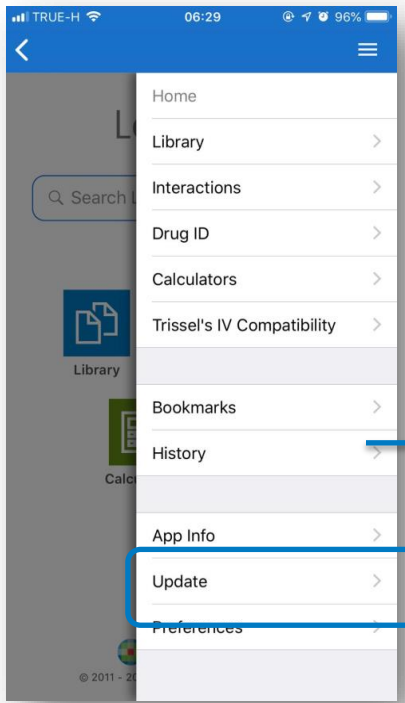 TRUE-H 06:29 96%
Home
Library
Interactions
Drug ID
Calculators
Trissel's IV Compatibility
Bookmarks
History
App Info
Update
Preferences
Search
Library
© 2011 -